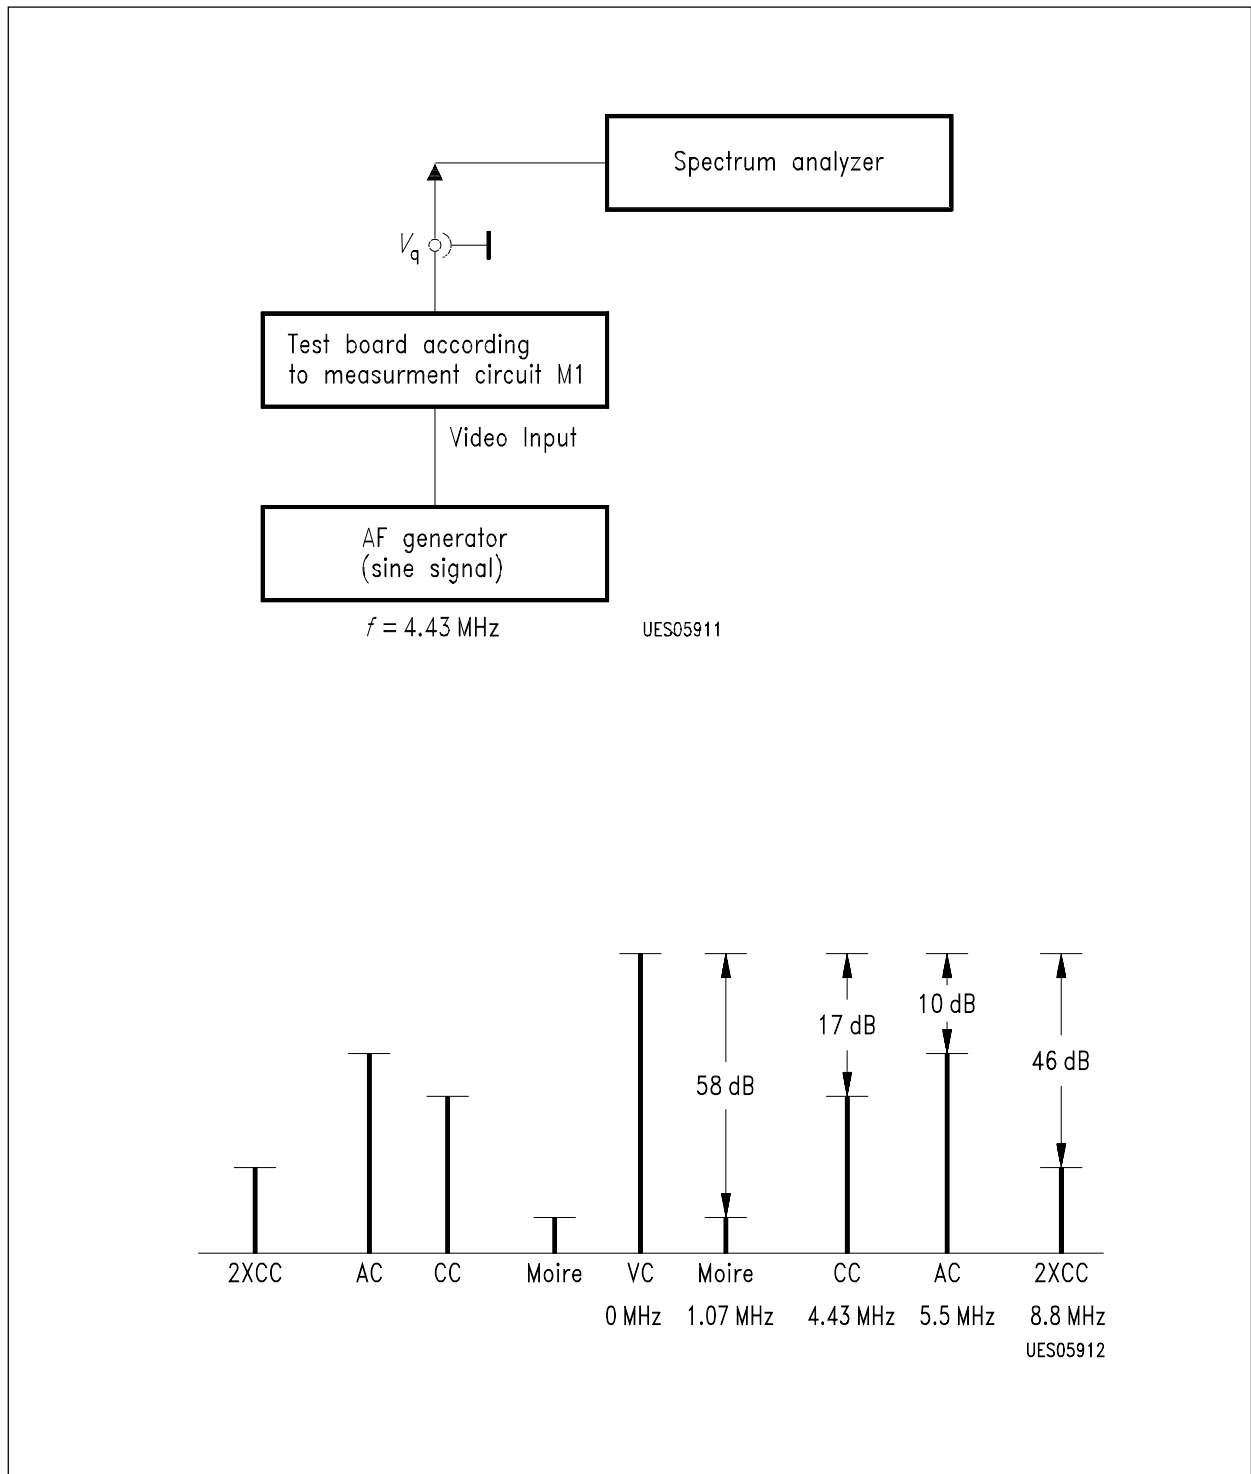 Spectrum analyzer
Vq
Test board according
to measurment circuit M1
Video Input
AF generator
(sine signal)
f = 4.43 MHz
UES05911
10 dB
17 dB
46 dB
58 dB
2XCC AC CC Moire VC Moire CC AC 2XCC
0 MHz 1.07 MHz 4.43 MHz 5.5 MHz 8.8 MHz
UES05912